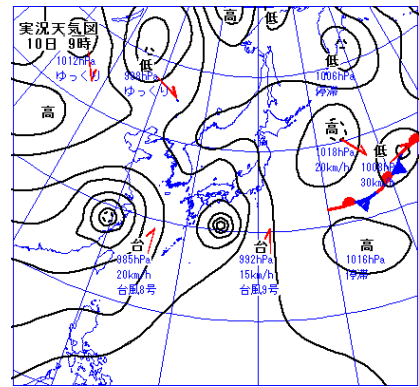 実況天気図
10日 9時
高
低
低
1012hPa
ゆっくり
998hPa
ゆっくり
1006hPa
停滞
高
高
低
1018hPa
20km/h
30km/h
台
985hPa
20km/h
台風8号
台
992hPa
15km/h
台風9号
高
1016hPa
停滞